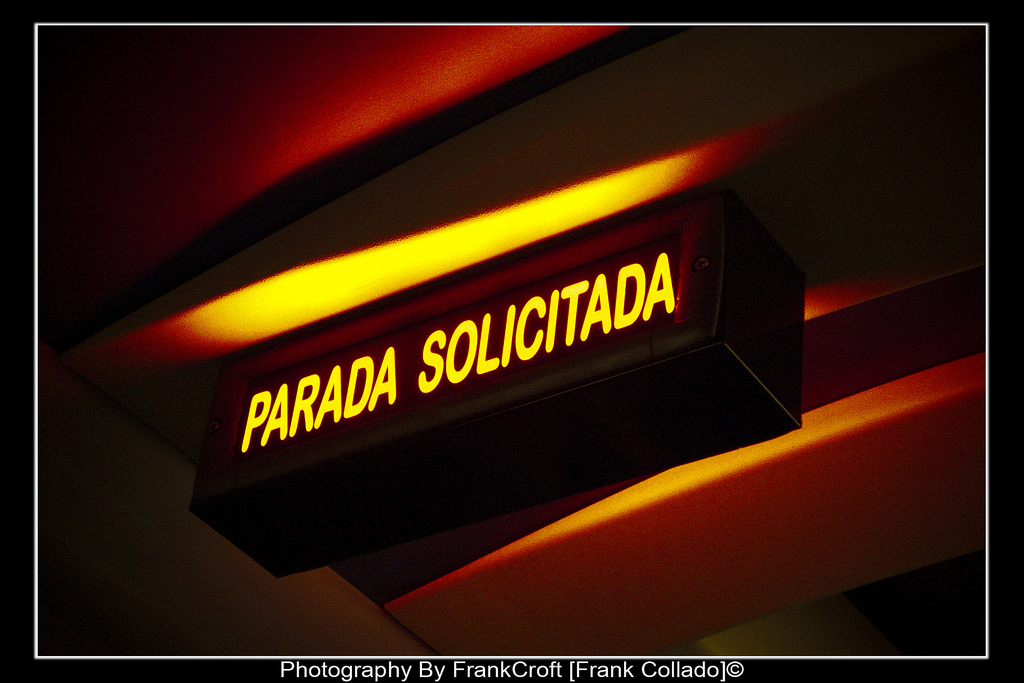 PARADA SOLICITADA
Photography By FrankCroft [Frank Collado]©